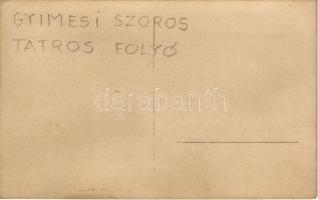 GYIMESI SZOROS
TATROS FOLYÓ
darabanth